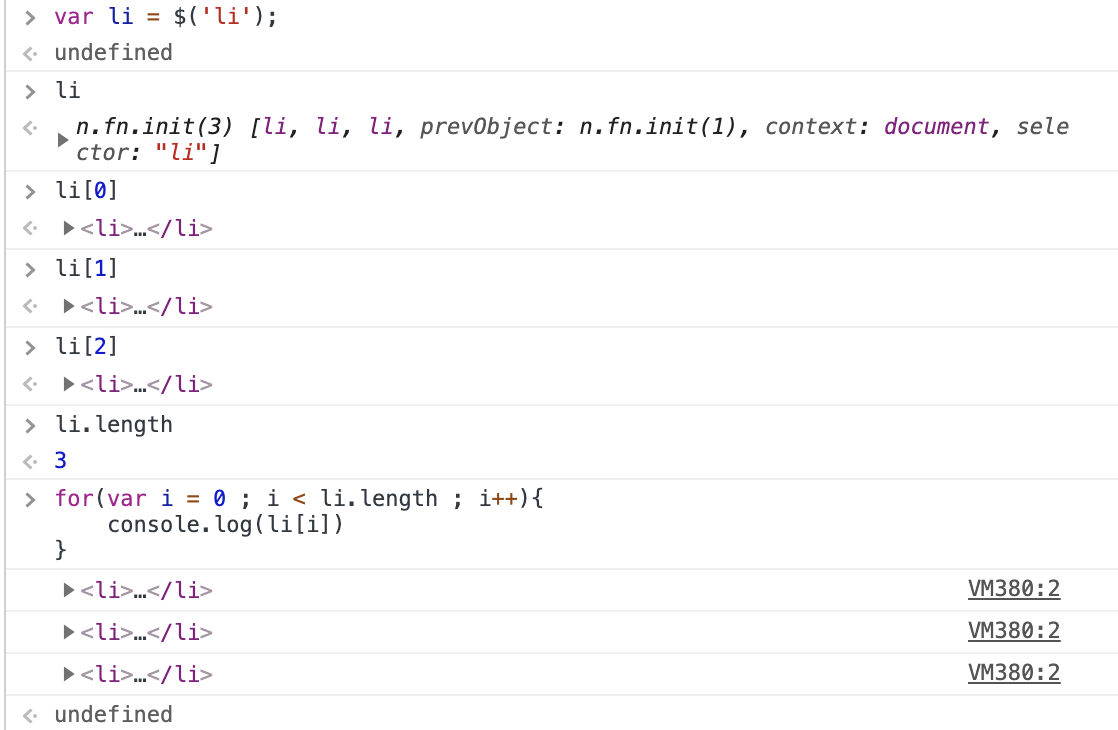 var li = $('li');
undefined
li
n.fn.init(3) [li, li, li, prevObject: n.fn.init(1), context: document, sele
ctor: "li"]
li[0]
<li>…</li>
li[1]
<li>…</li>
li[2]
<li>…</li>
li.length
3
for(var i = 0 ; i < li.length ; i++){
    console.log(li[i])
}
<li>…</li> VM380:2
<li>…</li> VM380:2
<li>…</li> VM380:2
undefined